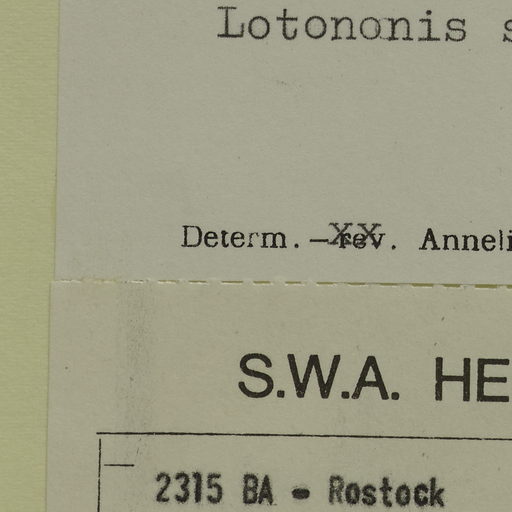 Lotononis s
Determ. – rev. Anneli
S.W.A. HE
2315 BA - Rostock